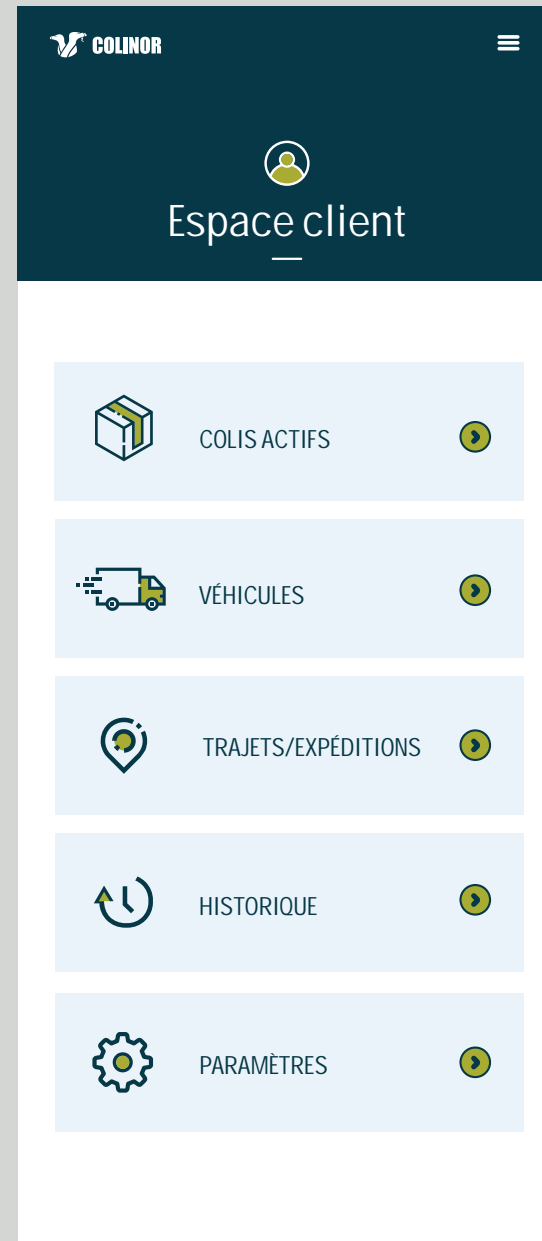 COLINOR
Espace client
COLIS ACTIFS
VÉHICULES
TRAJETS/EXPÉDITIONS
HISTORIQUE
PARAMÈTRES